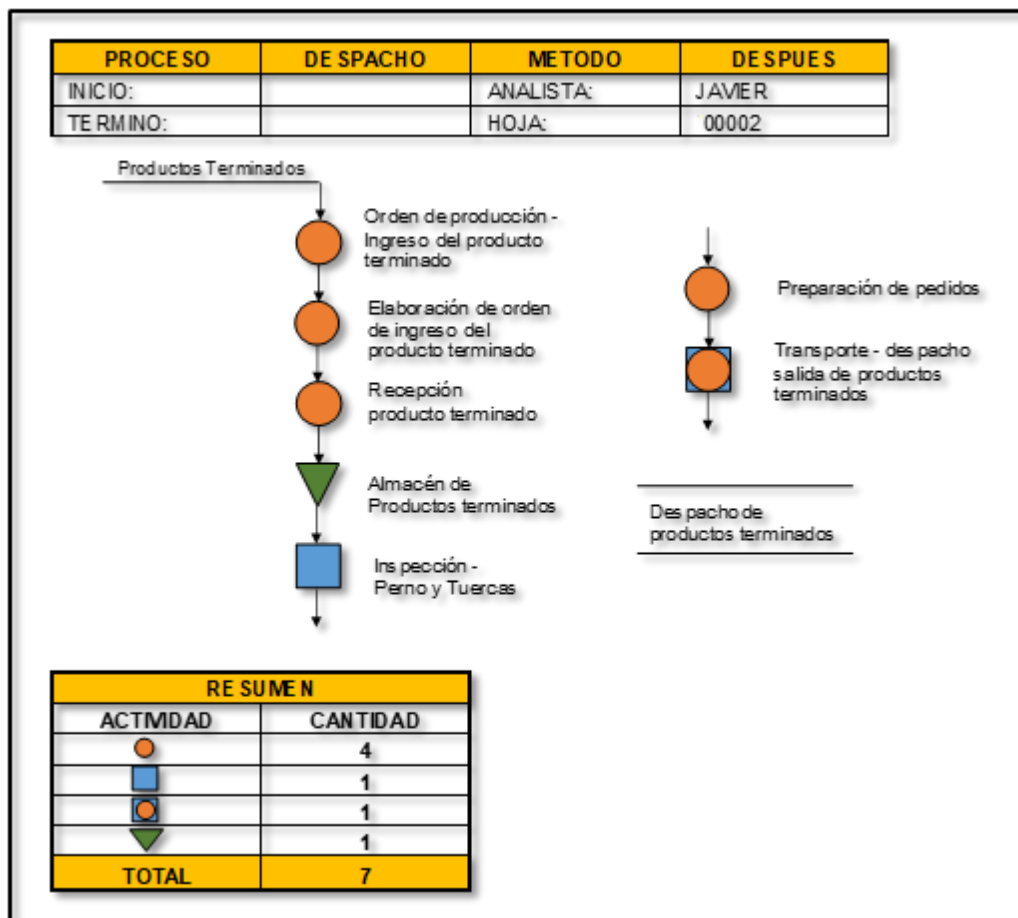 PROCESO DESPACHO METODO DESPUES
INICIO: ANALISTA: JAVIER
TERMINO: HOJA: 00002
Productos Terminados
Orden de producción -
Ingreso del producto
terminado
Elaboración de orden
de ingreso del
producto terminado
Recepción
producto terminado
Almacén de
Productos terminados
Inspección -
Perno y Tuercas
Preparación de pedidos
Transporte - despacho
salida de productos
terminados
Despacho de
productos terminados
RESUMEN
ACTIVIDAD CANTIDAD
4
1
1
1
TOTAL 7